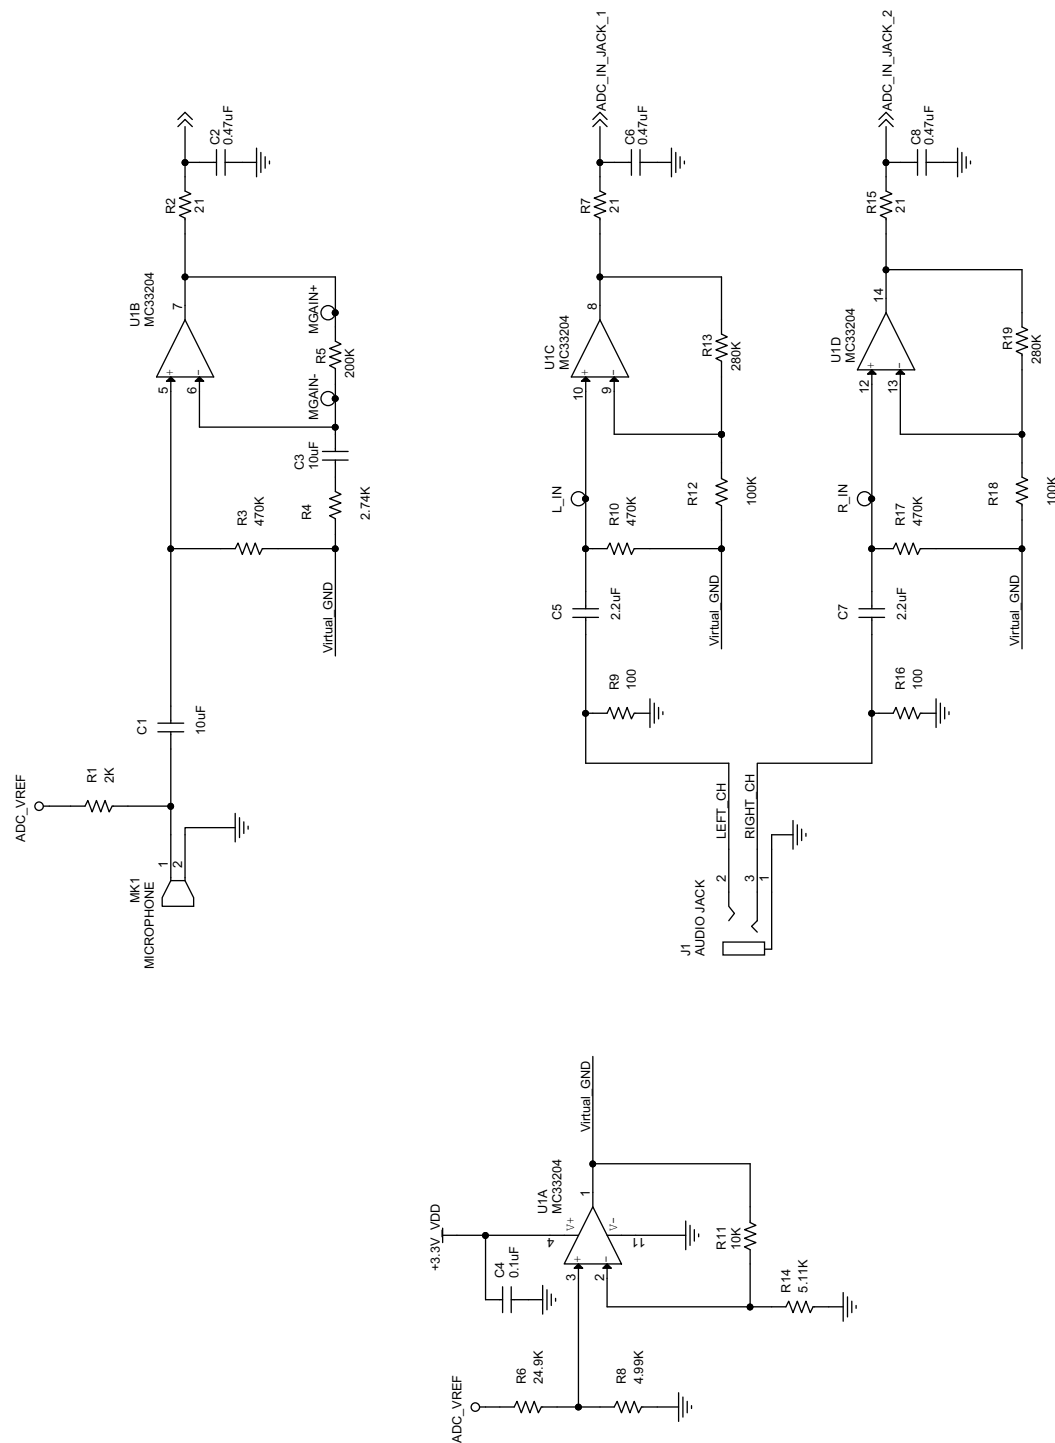 ADC_VREF
R1
2K
MK1
MICROPHONE
1
2
C1
10uF
R3
470K
Virtual_GND
R4
2.74K
C3
10uF
MGAIN-
R5
200K
MGAIN+
5
6
+
-
7
U1B
MC33204
R2
21
C2
0.47uF
J1
AUDIO JACK
2
3
1
LEFT_CH
RIGHT_CH
R9
100
C5
2.2uF
R10
470K
L_IN
Virtual_GND
R12
100K
R13
280K
10
9
+
-
8
U1C
MC33204
R7
21
C6
0.47uF
ADC_IN_JACK_1
R16
100
C7
2.2uF
R17
470K
R_IN
Virtual_GND
R18
100K
R19
280K
12
13
+
-
14
U1D
MC33204
R15
21
C8
0.47uF
ADC_IN_JACK_2
ADC_VREF
R6
24.9K
R8
4.99K
+3.3V_VDD
C4
0.1uF
3
2
+
-
4
V+
11
V-
1
U1A
MC33204
Virtual_GND
R11
10K
R14
5.11K